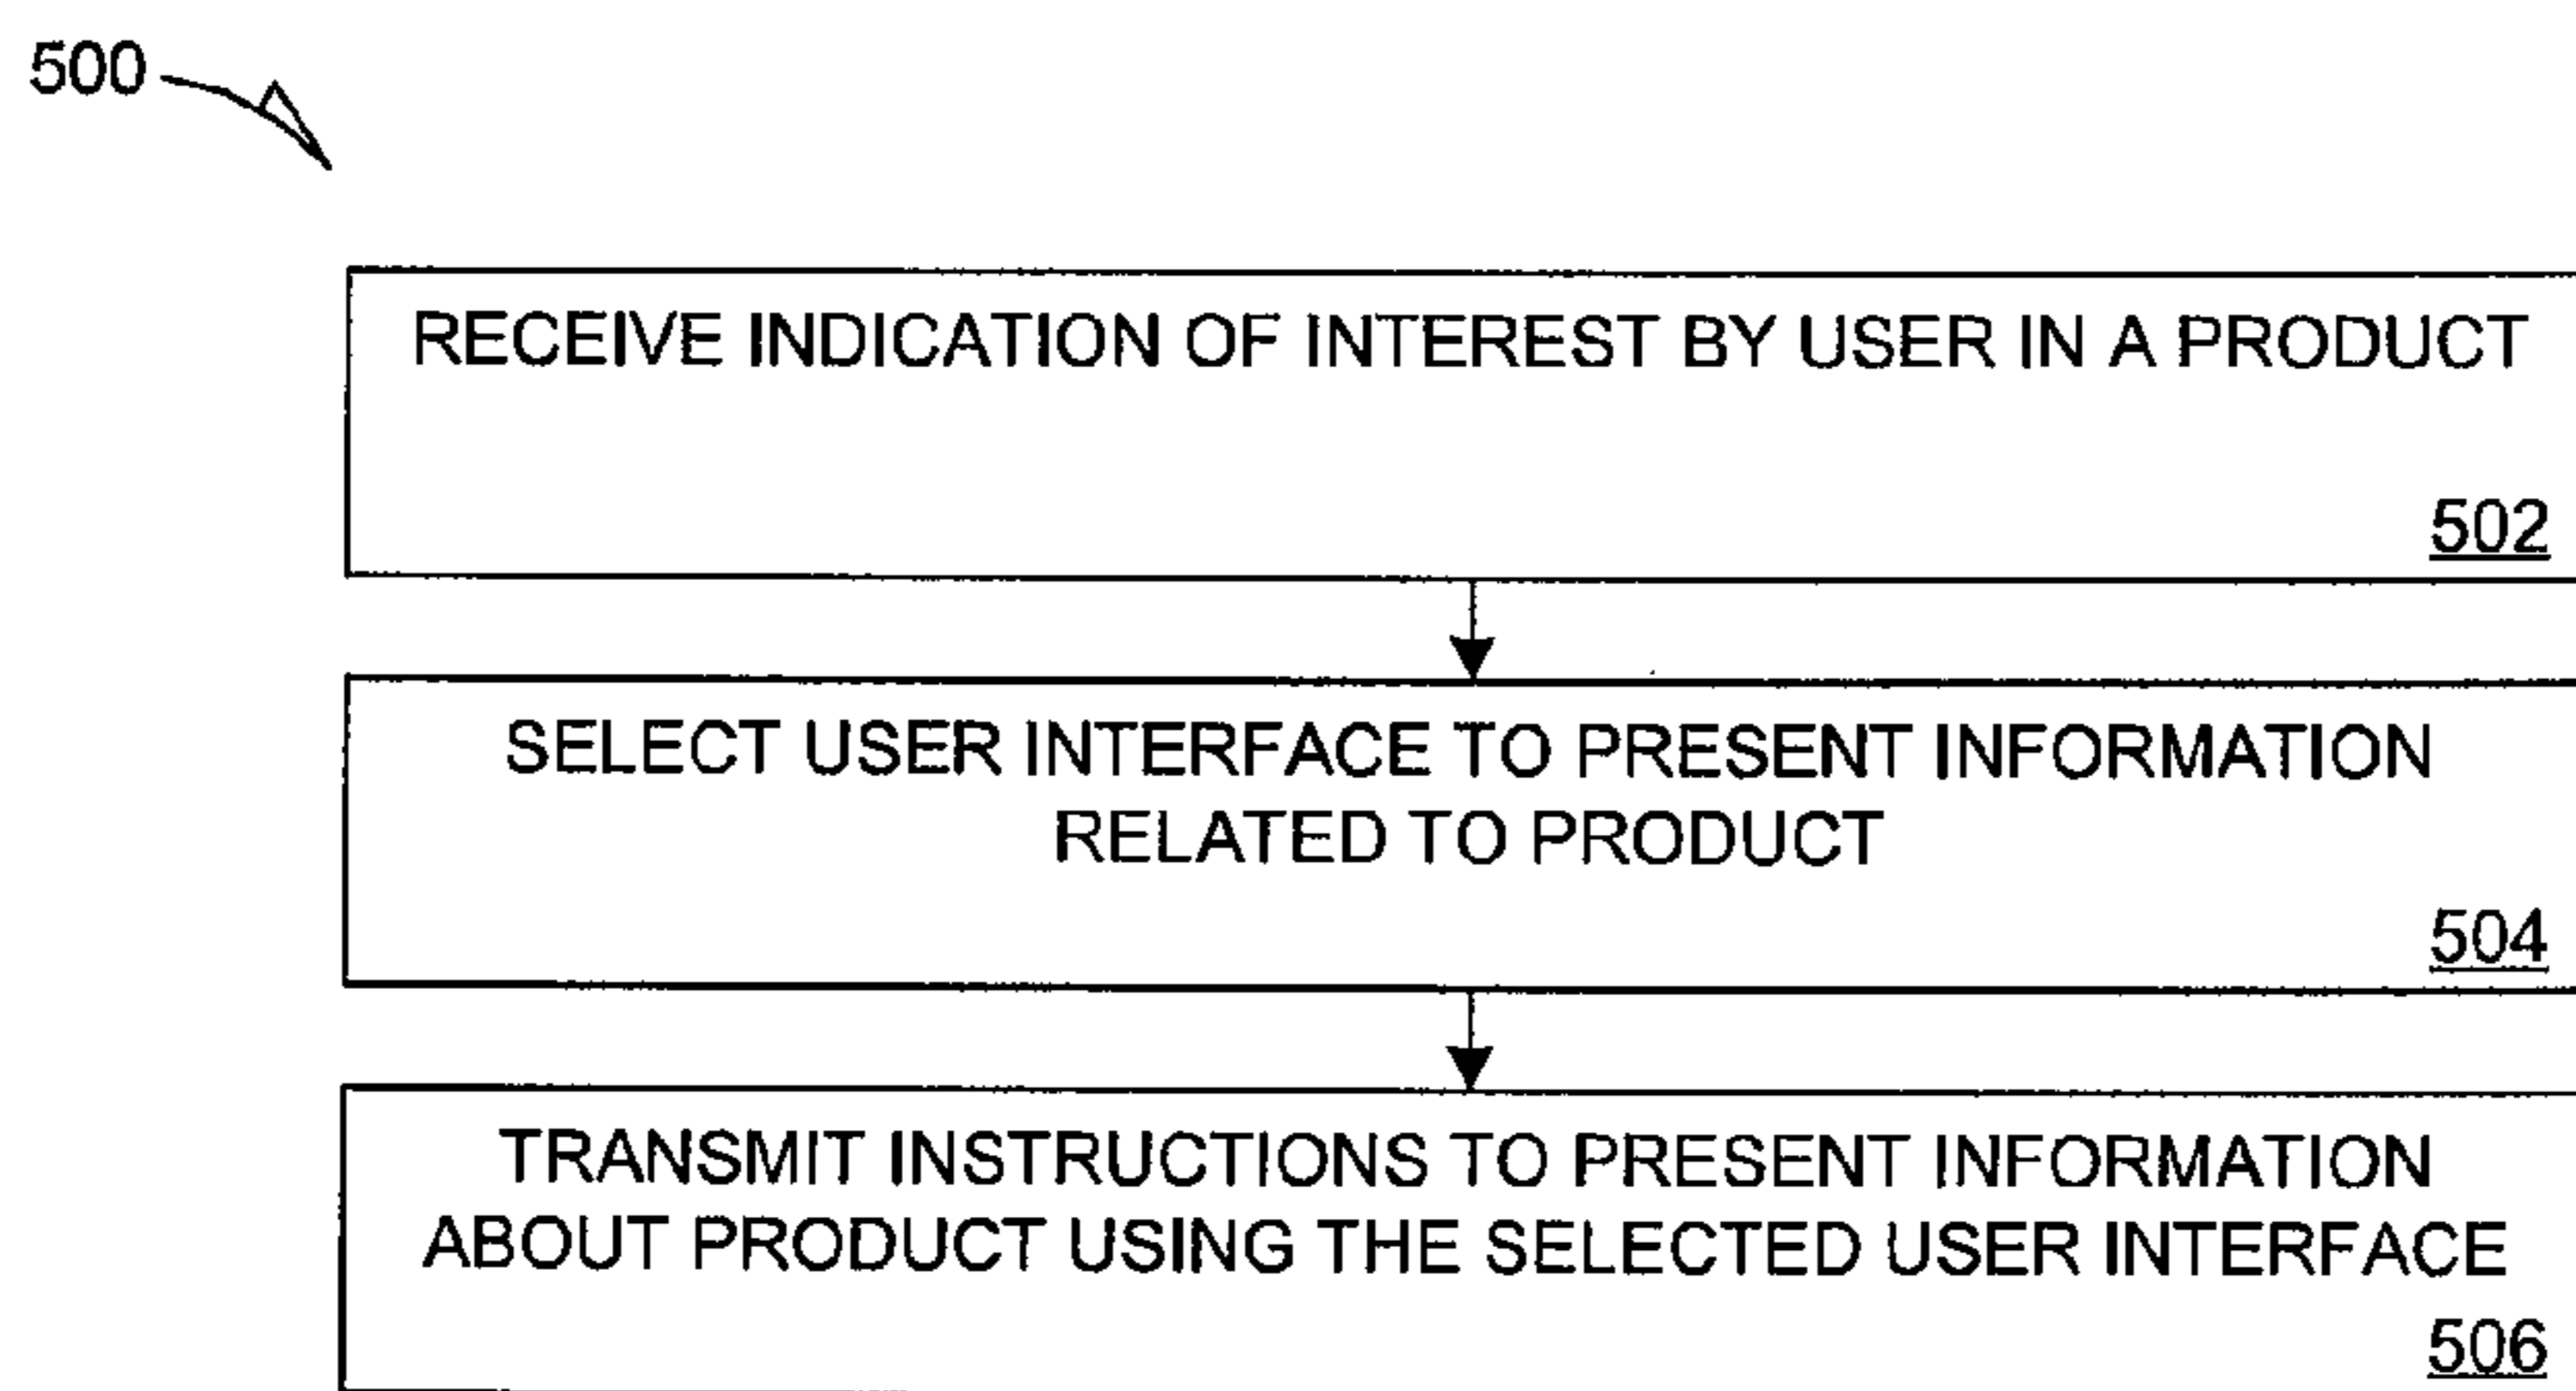 500
RECEIVE INDICATION OF INTEREST BY USER IN A PRODUCT
502
SELECT USER INTERFACE TO PRESENT INFORMATION
RELATED TO PRODUCT
504
TRANSMIT INSTRUCTIONS TO PRESENT INFORMATION
ABOUT PRODUCT USING THE SELECTED USER INTERFACE
506